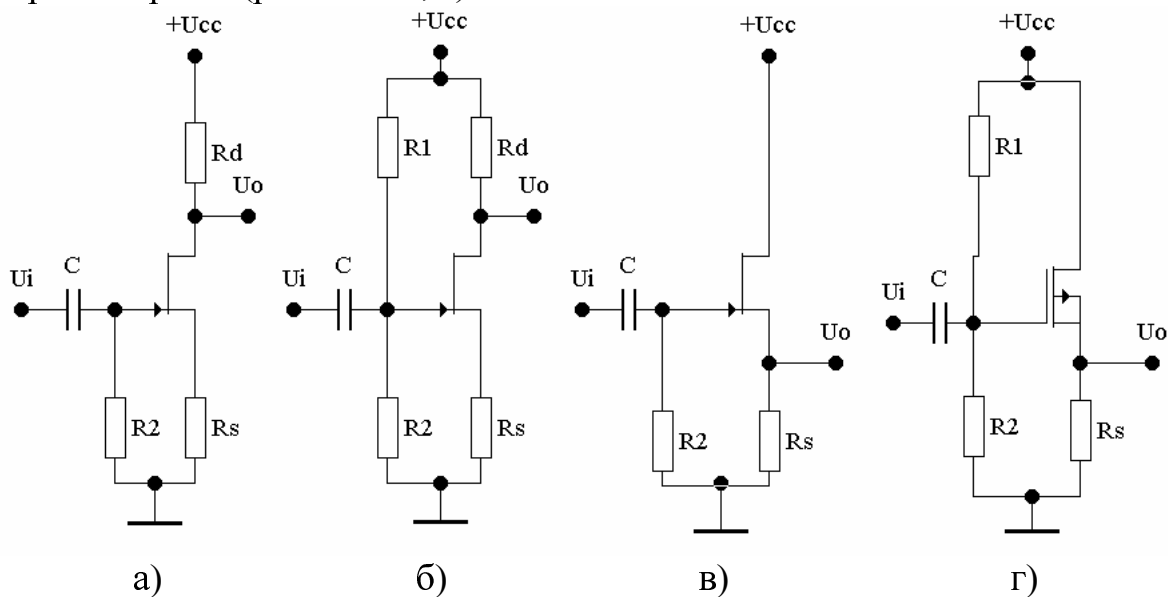 +Ucc
Rd
Uo
Ui
C
R2
Rs
а)
+Ucc
R1
Rd
Uo
Ui
C
R2
Rs
б)
+Ucc
Ui
C
Uo
R2
Rs
в)
+Ucc
R1
Ui
C
Uo
R2
Rs
г)